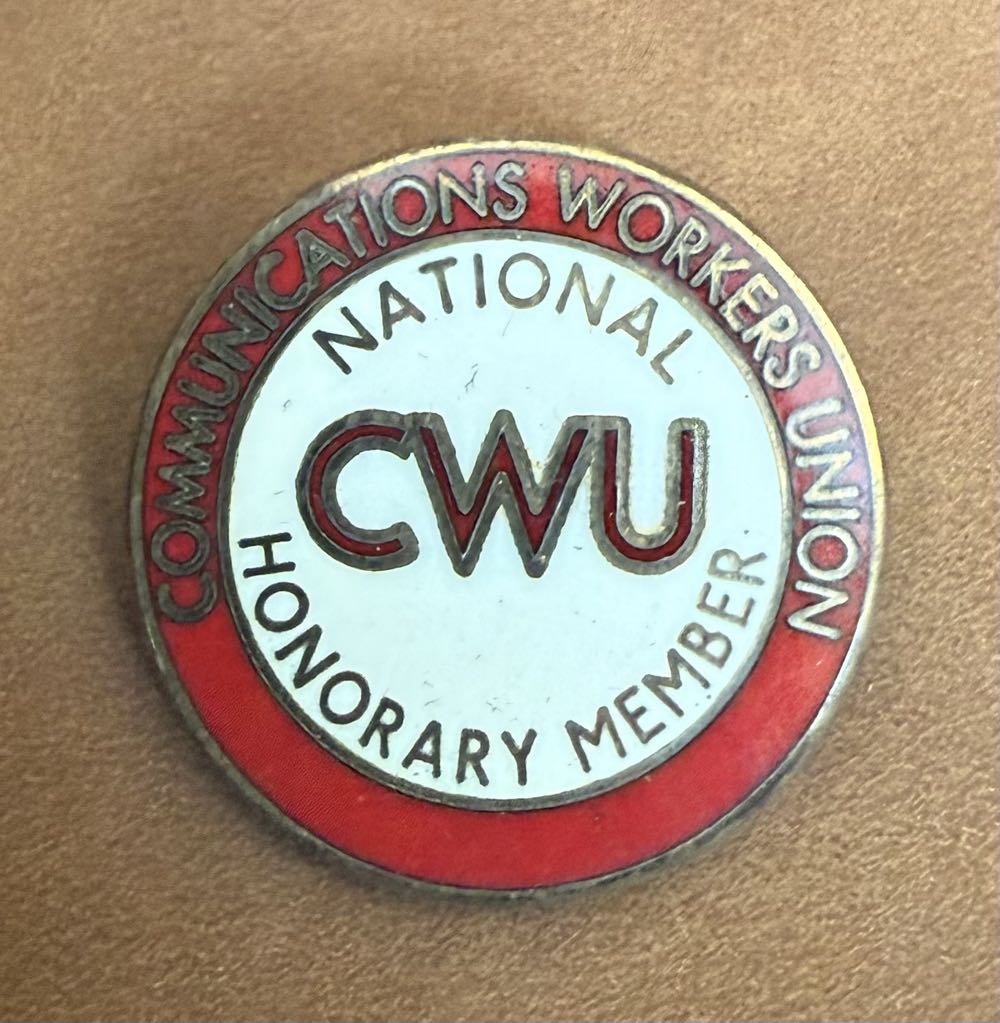 COMMUNICATIONS WORKERS UNION
NATIONAL
CWU
HONORARY MEMBER